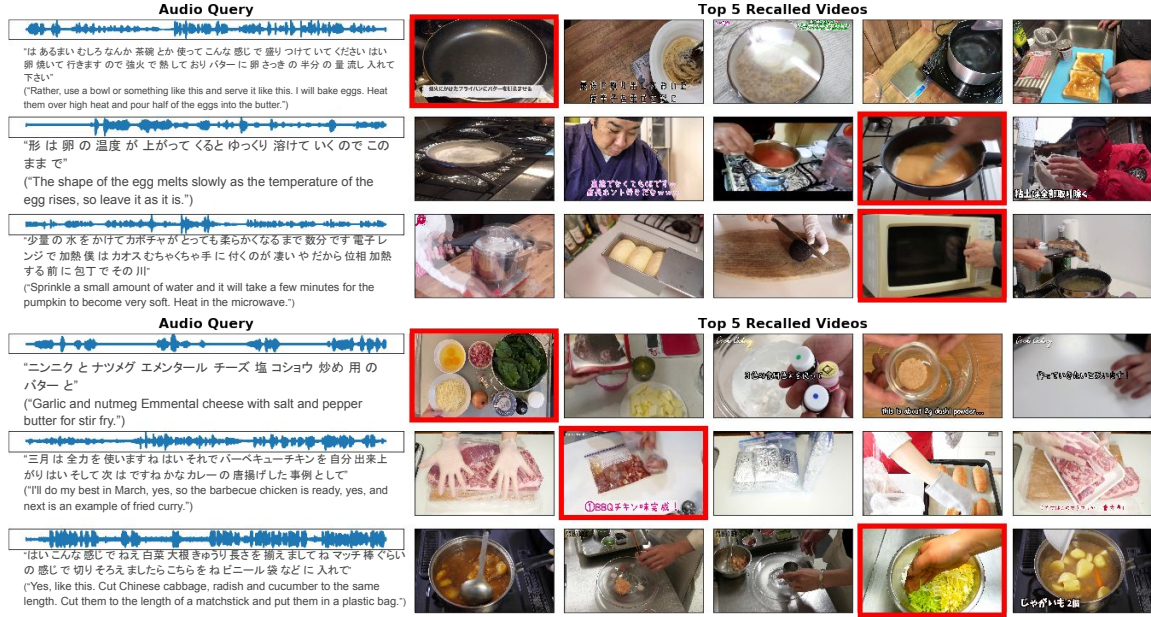 Audio Query
Top 5 Recalled Videos
"は あるまい むしろ なんか 茶碗 とか 使って こんな 感じ で 盛り つけて いて ください はい
卵 焼いて 行きます ので 強火 で 熱 して おり バター に 卵 さっき の 半分 の 量 流し 入れて
下さい"
("Rather, use a bowl or something like this and serve it like this. I will bake eggs. Heat
them over high heat and pour half of the eggs into the butter.")
"形 は 卵 の 温度 が 上がって くると ゆっくり 溶けて いく ので この
まま で"
("The shape of the egg melts slowly as the temperature of the
egg rises, so leave it as it is.")
"少量 の 水 を かけて カボチャ が とっても 柔らかく なる まで 数分 です 電子 レ
ンジ で 加熱 僕 は カオス むちゃくちゃ 手 に 付く のが 凄い や だから 位相 加熱
する 前 に 包丁 で その 川"
("Sprinkle a small amount of water and it will take a few minutes for the
pumpkin to become very soft. Heat in the microwave.")
Audio Query
Top 5 Recalled Videos
"ニンニク と ナツメグ エメンタール チーズ 塩 コショウ 炒め 用 の
バター と"
("Garlic and nutmeg Emmental cheese with salt and pepper
butter for stir fry.")
3色の食用色素を使って
this is about 2g dashi powder...
"三月 は 全力 を 使います ね はい それで バーベキュー チキン を 自分 出来上
がり はい そして 次 は ですね かな カレー の 唐揚げ した 事例 として"
("I'll do my best in March, yes, so the barbecue chicken is ready, yes, and
next is an example of fried curry.")
①BBQチキン味完成！
"はい こんな 感じ で ねえ 白菜 大根 きゅうり 長さ を 揃え まして ね マッチ 棒 ぐらい
の 感じ で 切り そろえ ましたら こちら を ね ビニール 袋 など に 入れて"
("Yes, like this. Cut Chinese cabbage, radish and cucumber to the same
length. Cut them to the length of a matchstick and put them in a plastic bag.")
じゃがいも 2個